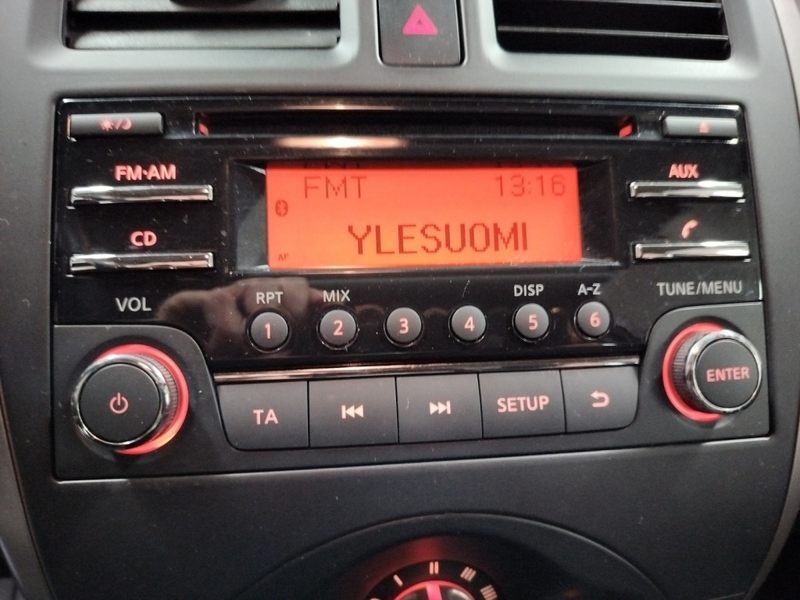 FM·AM
AUX
FMT 13:16
CD
AF
YLESUOMI
VOL
RPT
MIX
DISP
A-Z
TUNE/MENU
1 2 3 4 5 6
ENTER
TA
SETUP